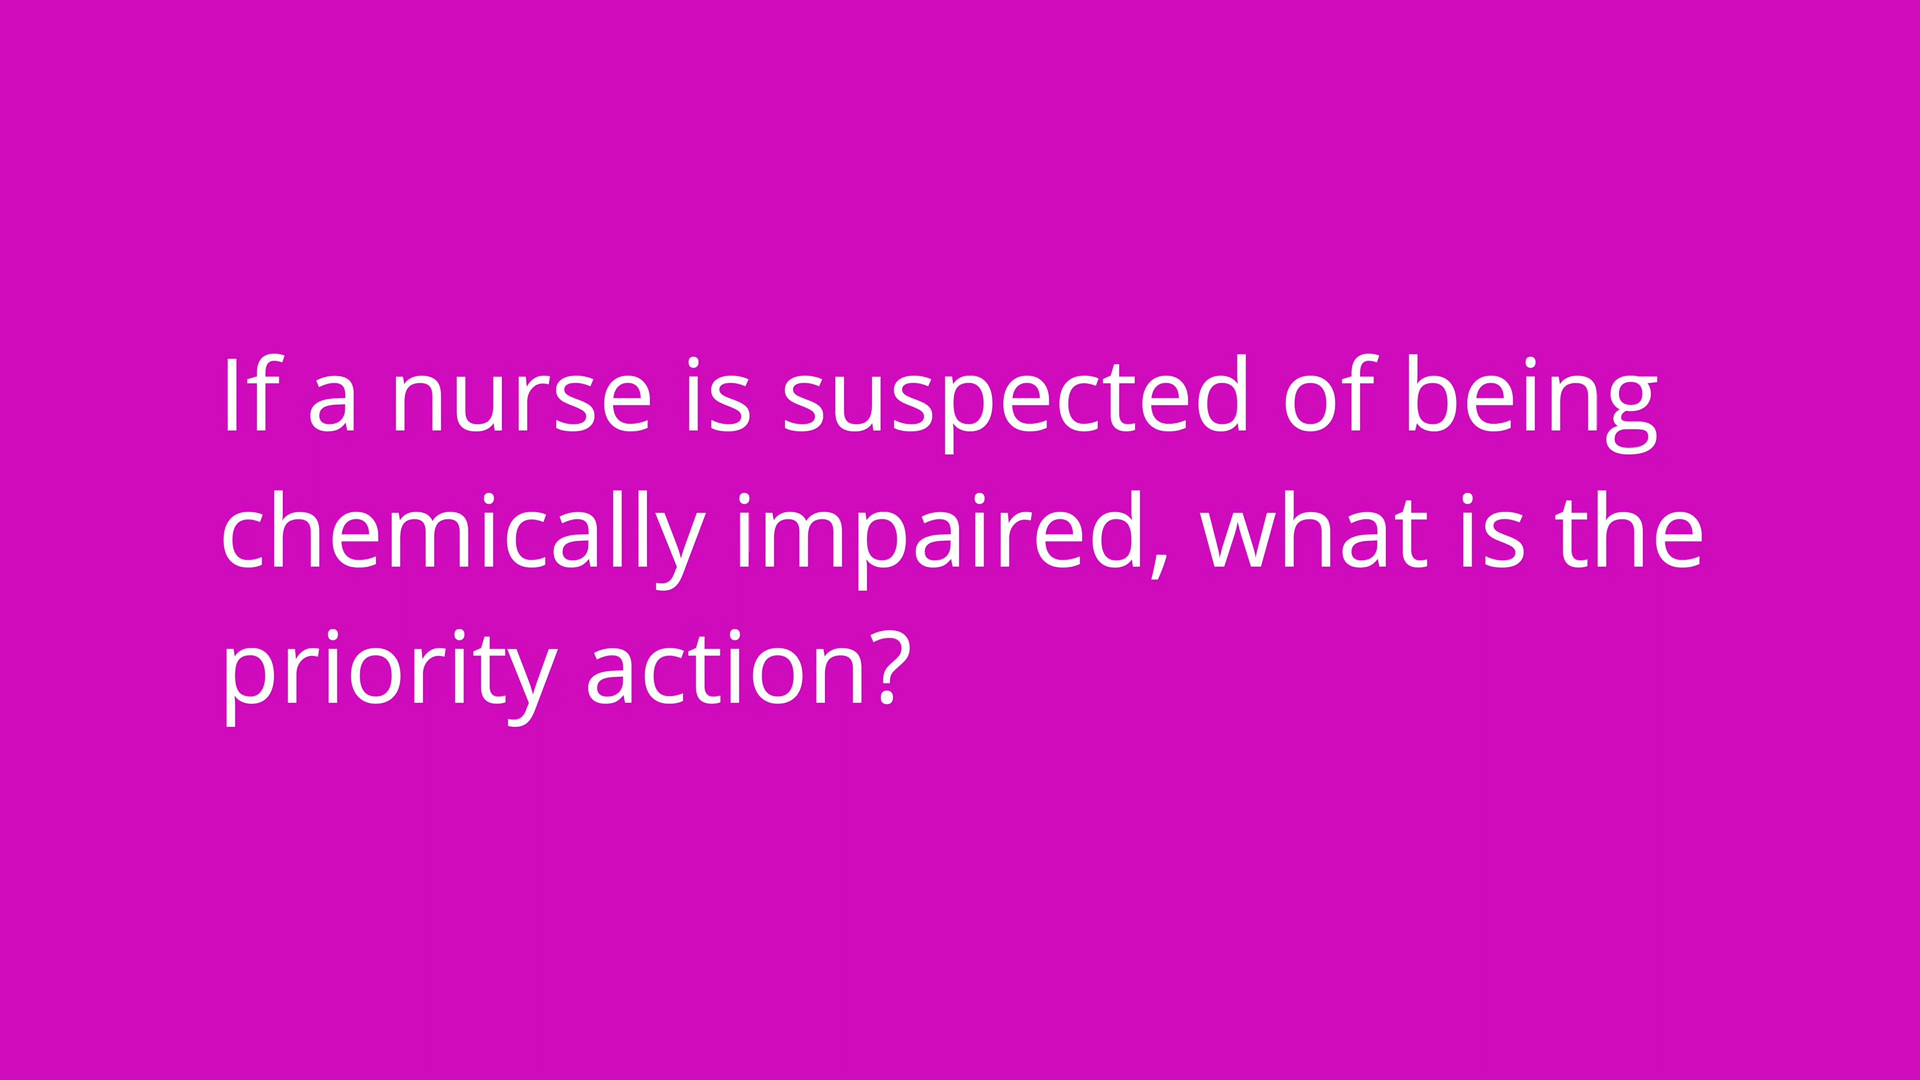 If a nurse is suspected of being
chemically impaired, what is the
priority action?